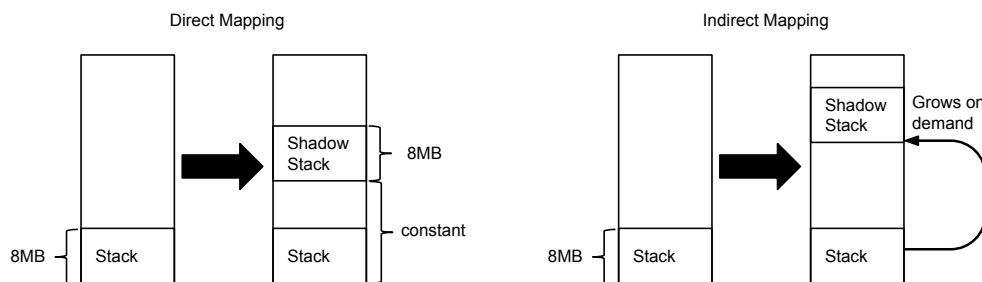 Direct Mapping
Shadow
Stack
8MB
constant
8MB
Stack
Stack
Indirect Mapping
Shadow
Stack
Grows on
demand
8MB
Stack
Stack